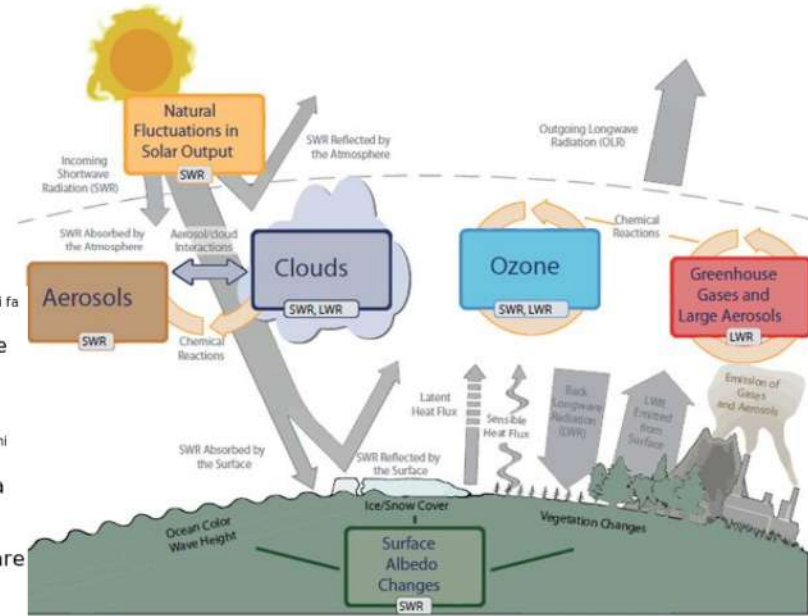 Natural
Fluctuations in
Solar Output
SWR
Incoming
Shortwave
Radiation (SWR)
SWR Reflected by
the Atmosphere
Outgoing Longwave
Radiation (OLR)
SWR Absorbed by
the Atmosphere
Aerosol/cloud
Interactions
Chemical
Reactions
Aerosols
SWR
Clouds
SWR, LWR
Ozone
SWR, LWR
Greenhouse
Gases and
Large Aerosols
LWR
i fa
e
Chemical
Reactions
Latent
Heat Flux
Sensible
Heat Flux
Back
Longwave
Radiation
(LWR)
LWR
Emitted
from
Surface
Emission of
Gases
and Aerosols
ni
a
are
SWR Absorbed by
the Surface
SWR Reflected by
the Surface
Ice/Snow Cover
Ocean Color
Wave Height
Vegetation Changes
Surface
Albedo
Changes
SWR